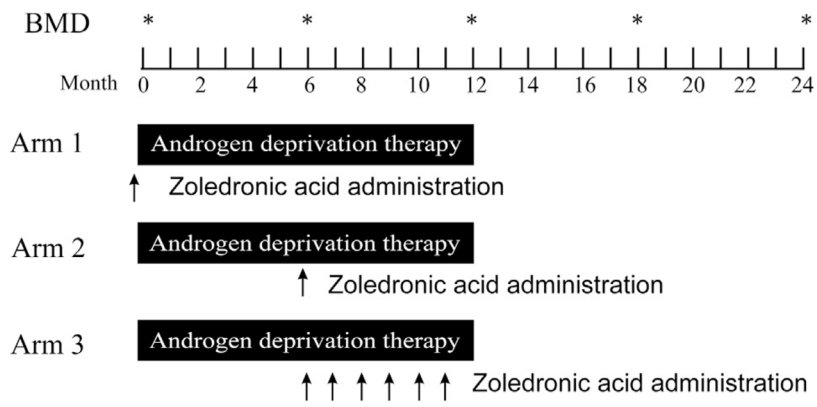 BMD * * * * *
Month 0 2 4 6 8 10 12 14 16 18 20 22 24
Arm 1 Androgen deprivation therapy
Zoledronic acid administration
Arm 2 Androgen deprivation therapy
Zoledronic acid administration
Arm 3 Androgen deprivation therapy
Zoledronic acid administration